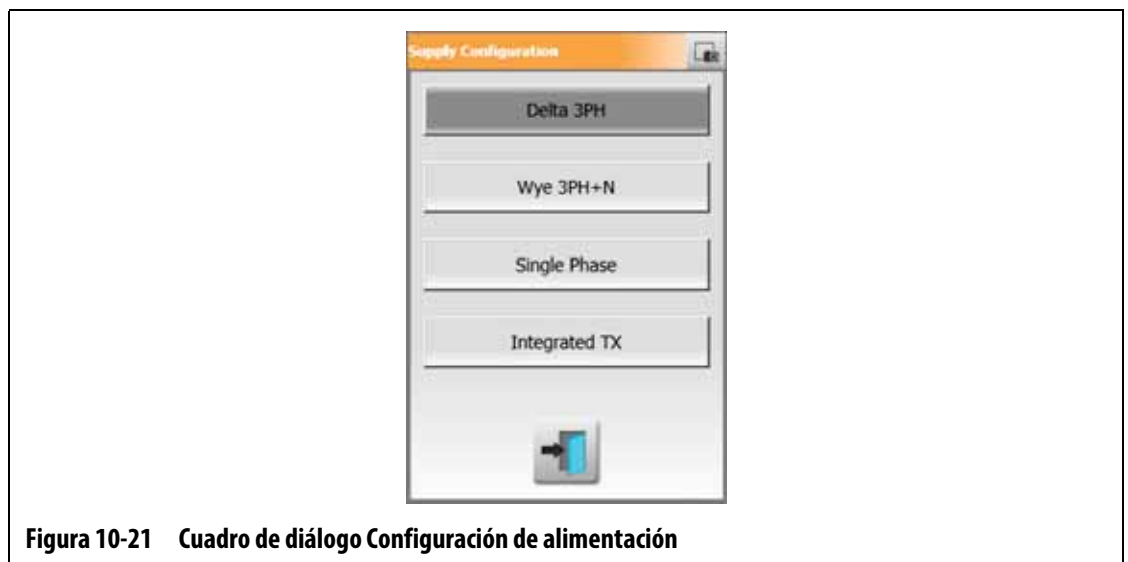 Supply Configuration
Delta 3PH
Wye 3PH+N
Single Phase
Integrated TX
Figura 10-21 Cuadro de diálogo Configuración de alimentación